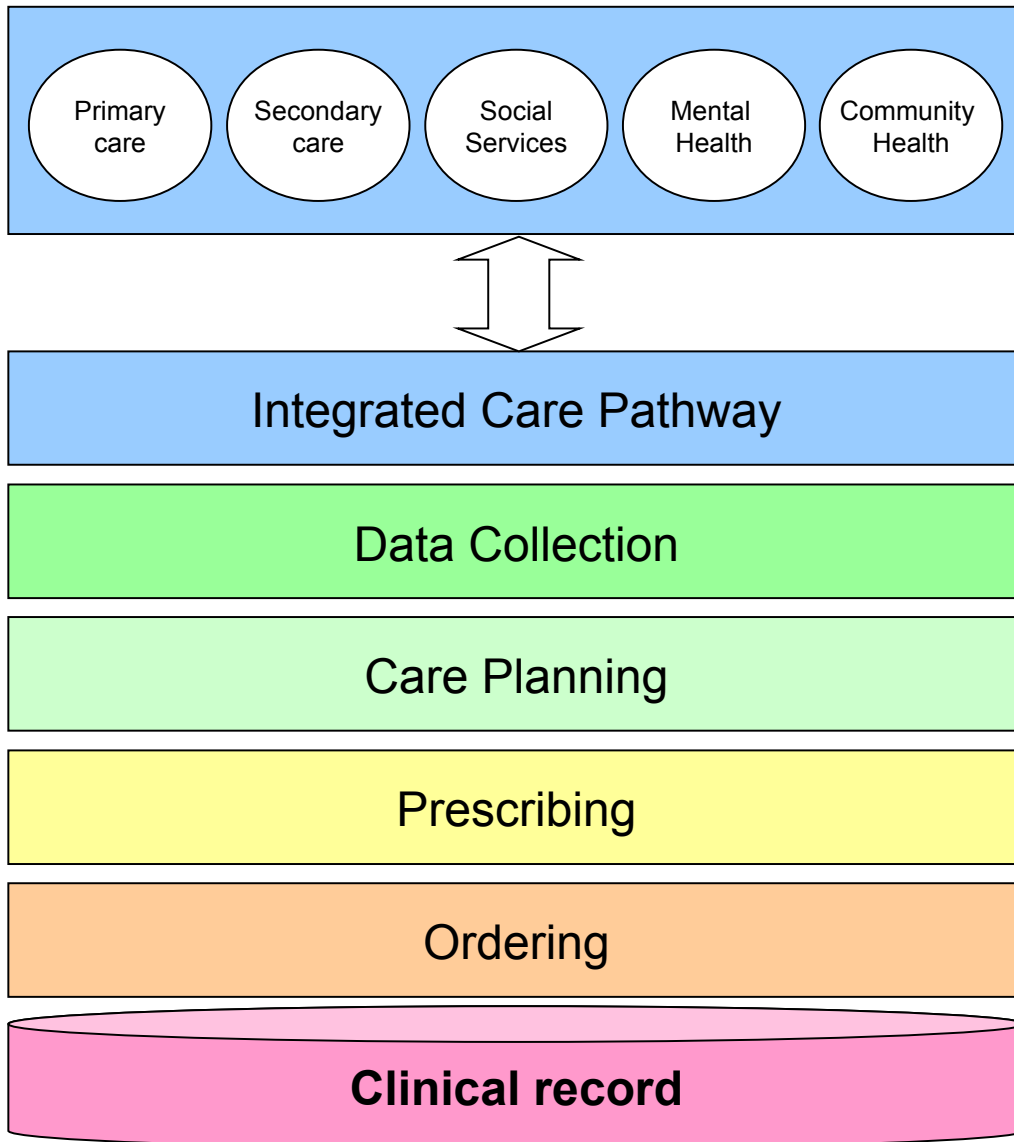 Primary
care
Secondary
care
Social
Services
Mental
Health
Community
Health
Integrated Care Pathway
Data Collection
Care Planning
Prescribing
Ordering
Clinical record